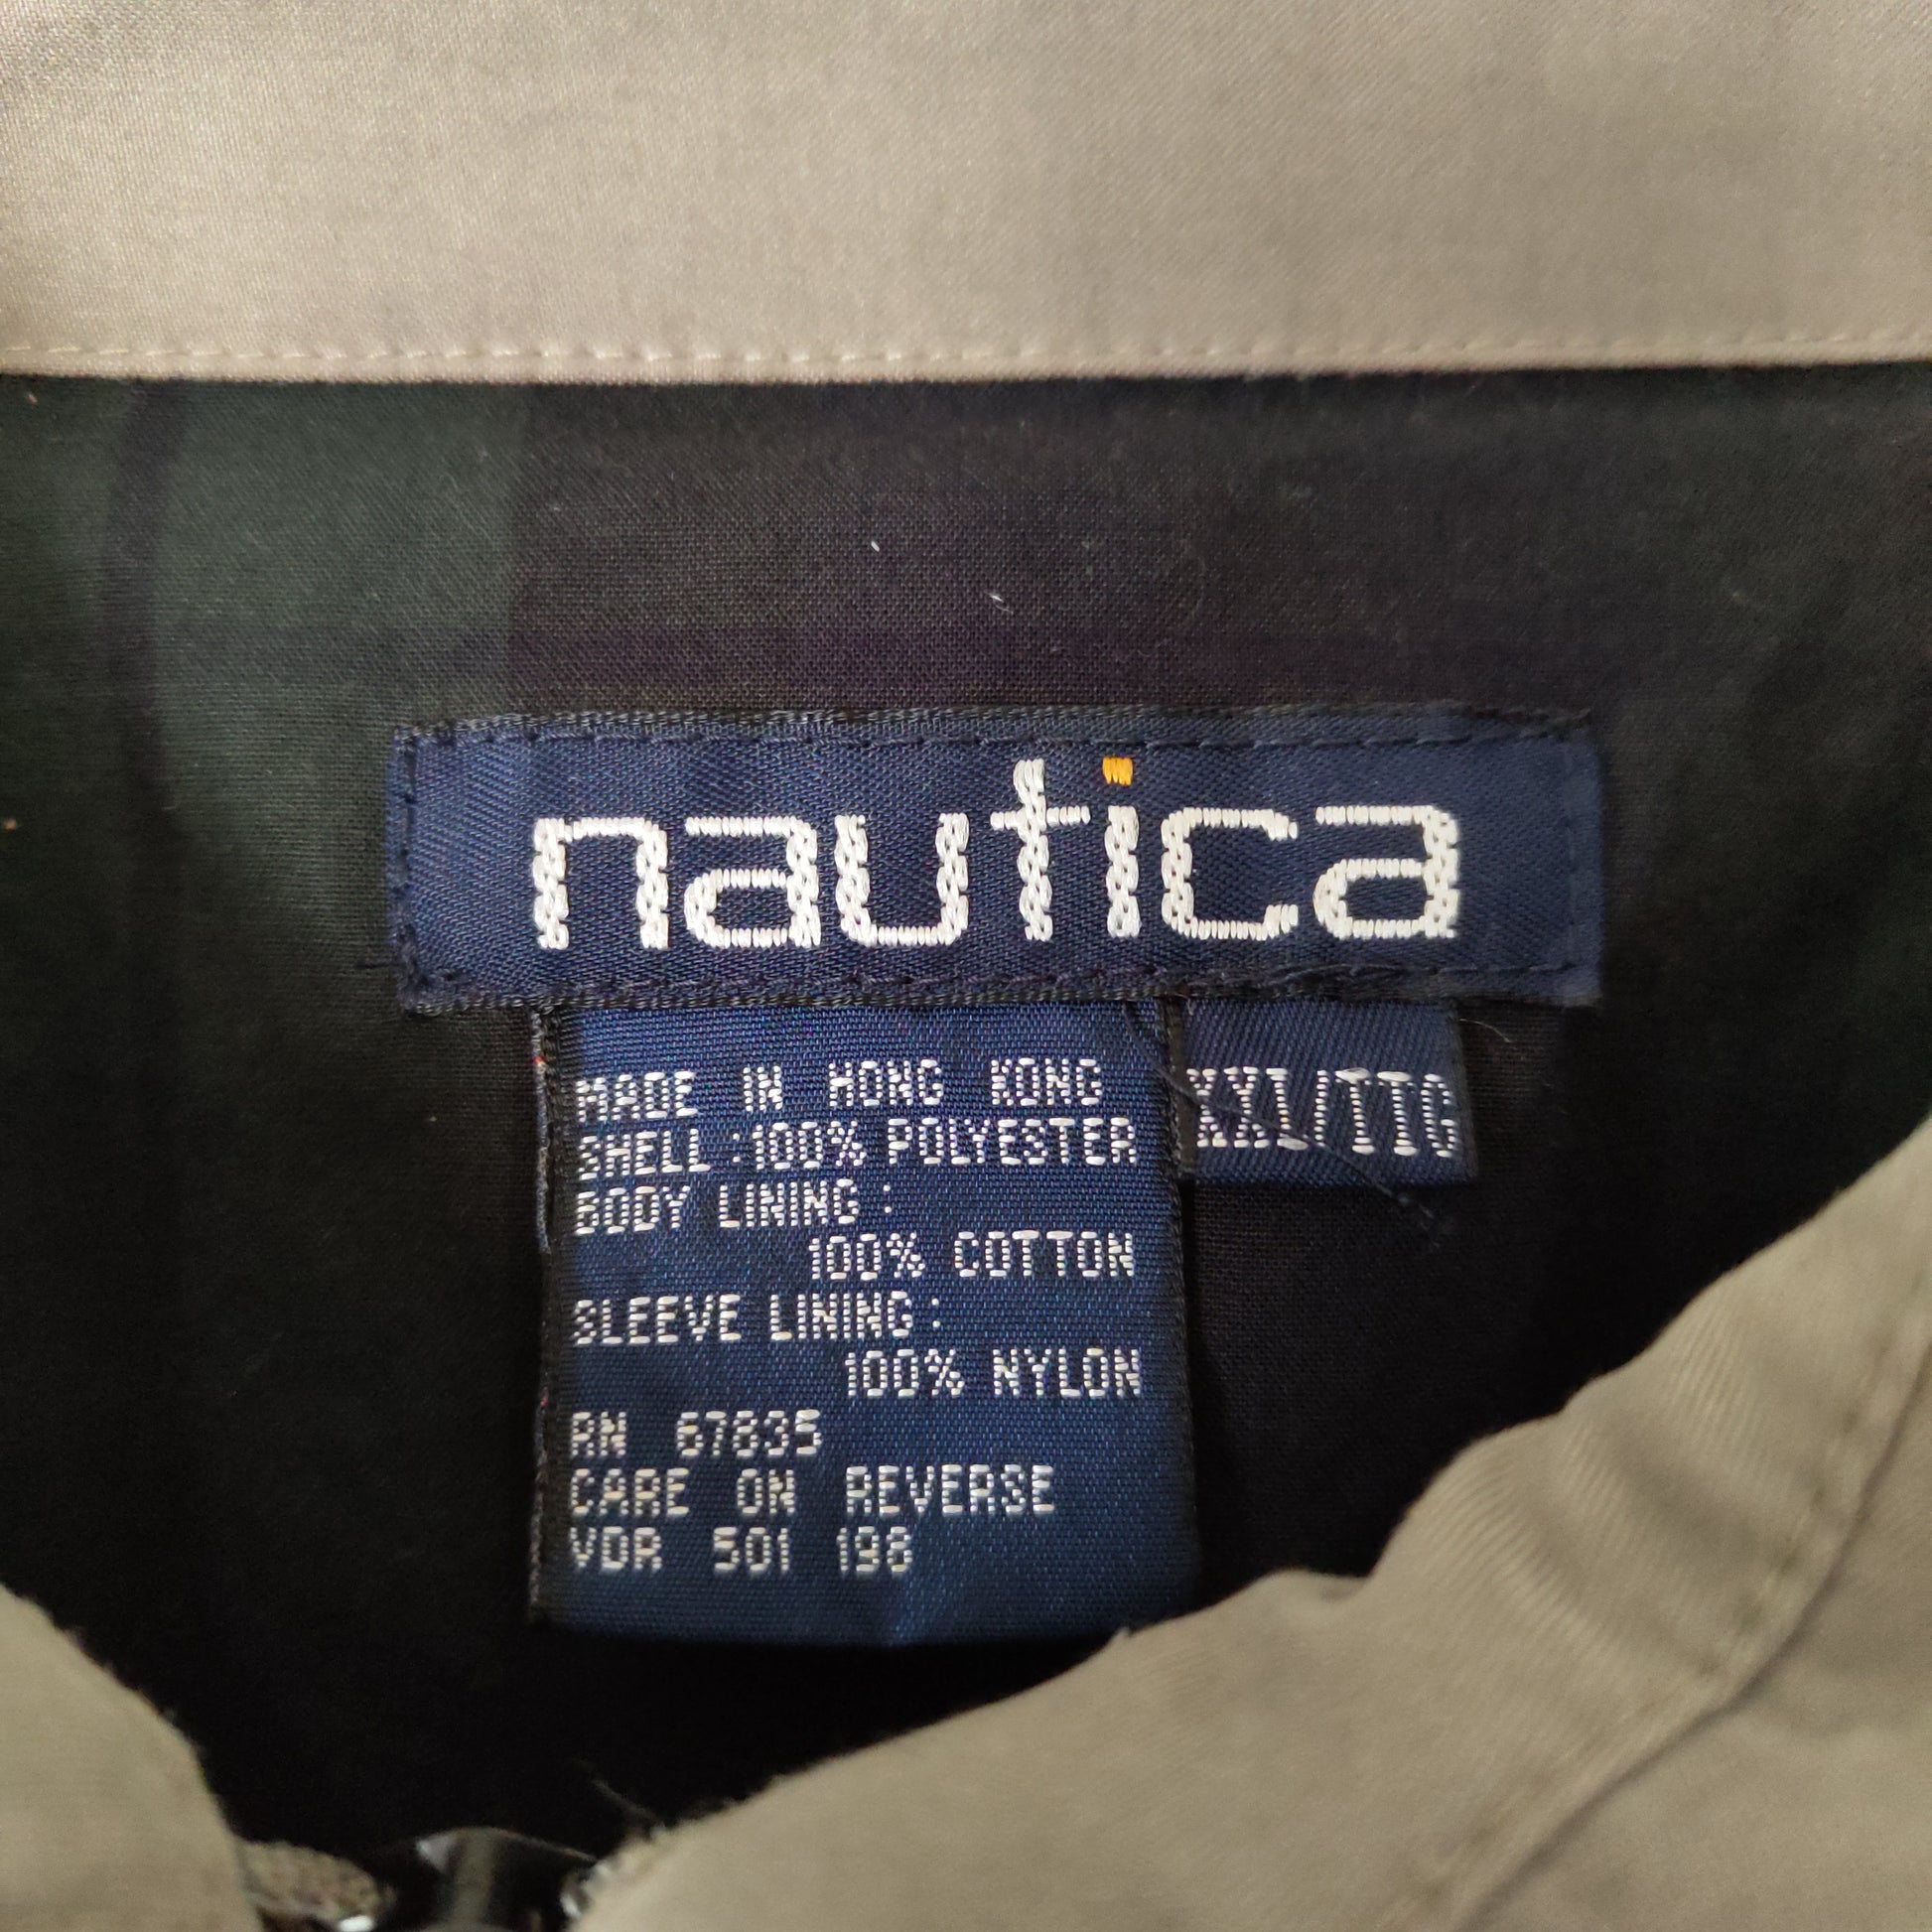 nautica
MADE IN HONG KONG
SHELL :100% POLYESTER
BODY LINING :
100% COTTON
SLEEVE LINING :
100% NYLON
RN 67835
CARE ON REVERSE
VDR 501 198
XXL/TTG